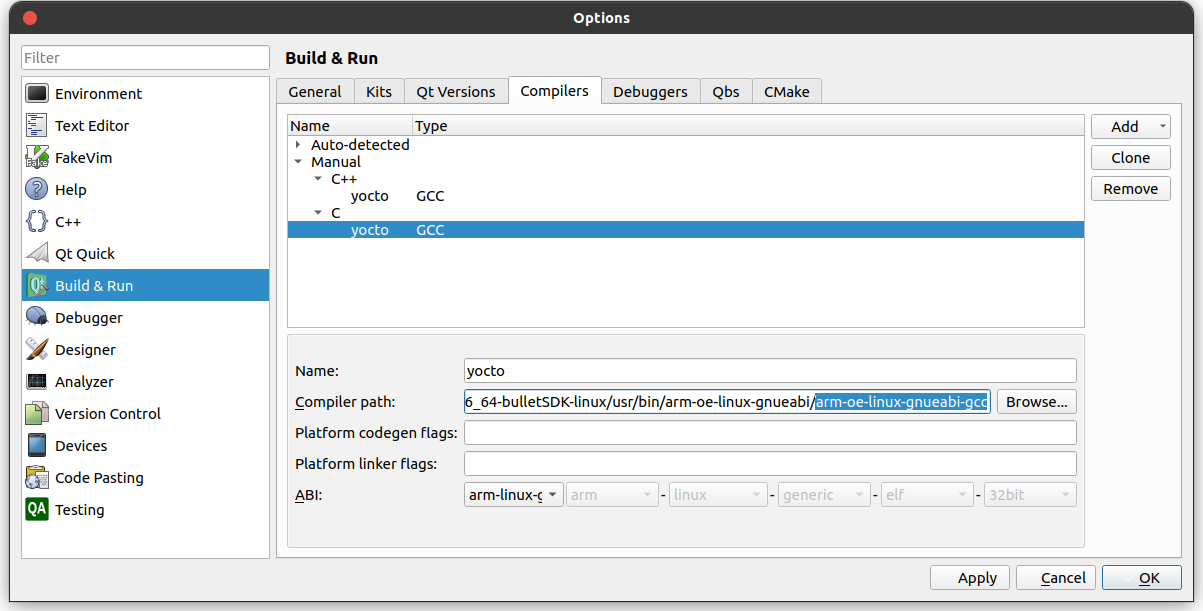 Options
Filter
Environment
Text Editor
FakeVim
Help
C++
Qt Quick
Build & Run
Debugger
Designer
Analyzer
Version Control
Devices
Code Pasting
Testing
Build & Run
General Kits Qt Versions Compilers Debuggers Qbs CMake
Name Type
Auto-detected
Manual
C++
yocto GCC
C
yocto GCC
Add
Clone
Remove
Name: yocto
Compiler path: 6_64-bulletSDK-linux/usr/bin/arm-oe-linux-gnueabi/arm-oe-linux-gnueabi-gcc Browse...
Platform codegen flags:
Platform linker flags:
ABI: arm-linux-g arm - linux - generic - elf - 32bit
Apply Cancel OK